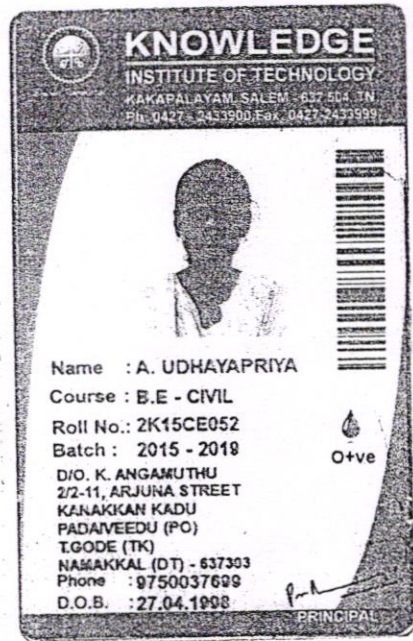 KNOWLEDGE
INSTITUTE OF TECHNOLOGY
KAKAPALAYAM, SALEM - 637 504, TN
Ph: 0427 - 2433900, Fax: 0427-2433999
Name : A. UDHAYAPRIYA
Course : B.E - CIVIL
Roll No.: 2K15CE052
Batch : 2015 - 2019
O+ve
D/O. K. ANGAMUTHU
2/2-11, ARJUNA STREET
KANAKKAN KADU
PADAIVEEDU (PO)
T.GODE (TK)
NAMAKKAL (DT) - 637303
Phone : 9750037699
D.O.B. : 27.04.1998
PRINCIPAL